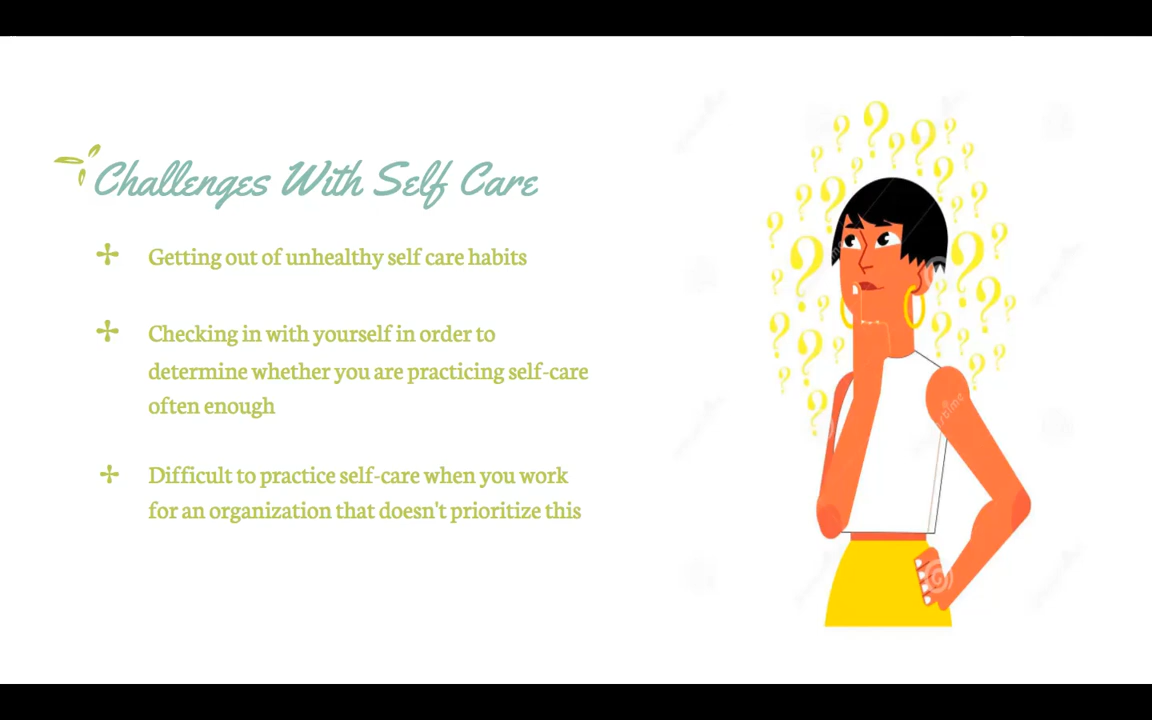 Challenges With Self Care
Getting out of unhealthy self care habits
Checking in with yourself in order to
determine whether you are practicing self-care
often enough
Difficult to practice self-care when you work
for an organization that doesn't prioritize this